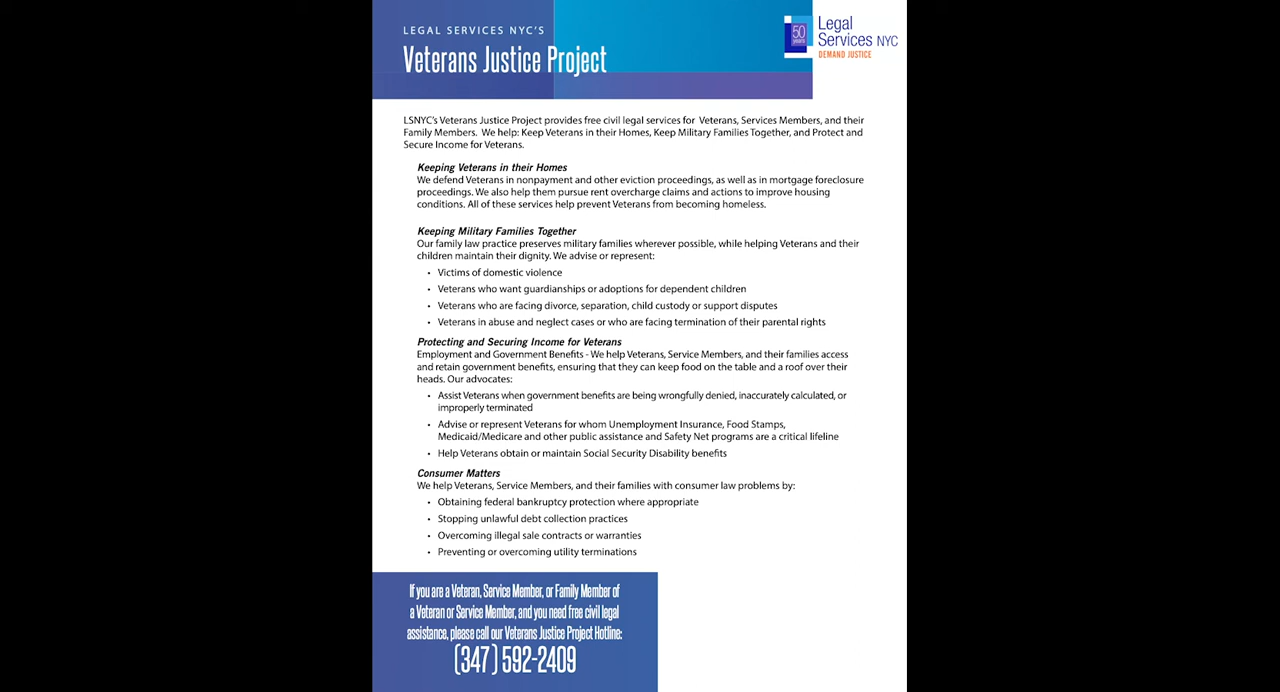 LEGAL SERVICES NYC'S
Veterans Justice Project
50
years
Legal
Services NYC
DEMAND JUSTICE
LSNYC's Veterans Justice Project provides free civil legal services for Veterans, Services Members, and their
Family Members. We help: Keep Veterans in their Homes, Keep Military Families Together, and Protect and
Secure Income for Veterans.
Keeping Veterans in their Homes
We defend Veterans in nonpayment and other eviction proceedings, as well as in mortgage foreclosure
proceedings. We also help them pursue rent overcharge claims and actions to improve housing
conditions. All of these services help prevent Veterans from becoming homeless.
Keeping Military Families Together
Our family law practice preserves military families wherever possible, while helping Veterans and their
children maintain their dignity. We advise or represent:
• Victims of domestic violence
• Veterans who want guardianships or adoptions for dependent children
• Veterans who are facing divorce, separation, child custody or support disputes
• Veterans in abuse and neglect cases or who are facing termination of their parental rights
Protecting and Securing Income for Veterans
Employment and Government Benefits - We help Veterans, Service Members, and their families access
and retain government benefits, ensuring that they can keep food on the table and a roof over their
heads. Our advocates:
• Assist Veterans when government benefits are being wrongfully denied, inaccurately calculated, or
improperly terminated
• Advise or represent Veterans for whom Unemployment Insurance, Food Stamps,
Medicaid/Medicare and other public assistance and Safety Net programs are a critical lifeline
• Help Veterans obtain or maintain Social Security Disability benefits
Consumer Matters
We help Veterans, Service Members, and their families with consumer law problems by:
• Obtaining federal bankruptcy protection where appropriate
• Stopping unlawful debt collection practices
• Overcoming illegal sale contracts or warranties
• Preventing or overcoming utility terminations
If you are a Veteran, Service Member, or Family Member of
a Veteran or Service Member, and you need free civil legal
assistance, please call our Veterans Justice Project Hotline:
(347) 592-2409